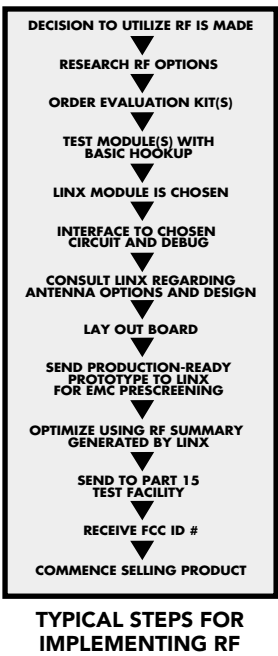 DECISION TO UTILIZE RF IS MADE
RESEARCH RF OPTIONS
ORDER EVALUATION KIT(S)
TEST MODULE(S) WITH
BASIC HOOKUP
LINX MODULE IS CHOSEN
INTERFACE TO CHOSEN
CIRCUIT AND DEBUG
CONSULT LINX REGARDING
ANTENNA OPTIONS AND DESIGN
LAY OUT BOARD
SEND PRODUCTION-READY
PROTOTYPE TO LINX
FOR EMC PRESCREENING
OPTIMIZE USING RF SUMMARY
GENERATED BY LINX
SEND TO PART 15
TEST FACILITY
RECEIVE FCC ID #
COMMENCE SELLING PRODUCT
TYPICAL STEPS FOR
IMPLEMENTING RF